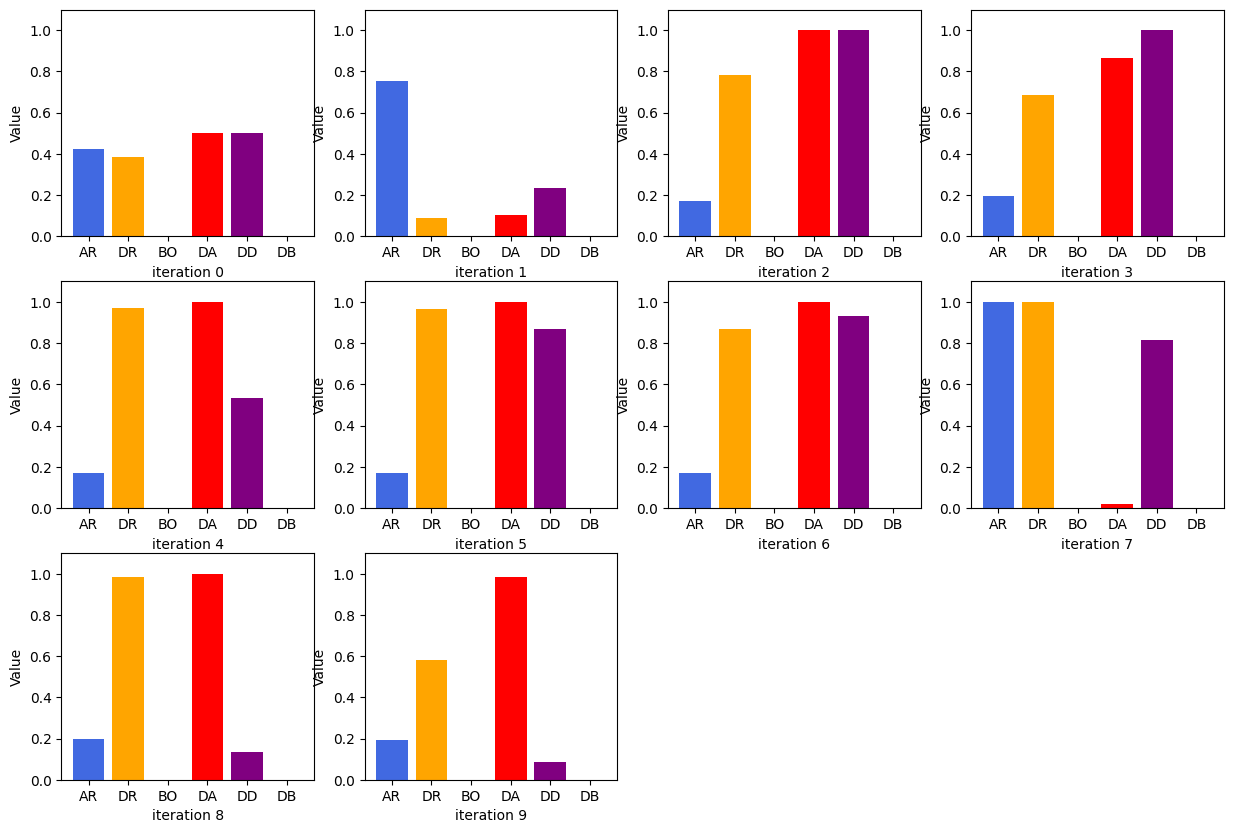 Value
1.0
0.8
0.6
0.4
0.2
0.0
AR DR BO DA DD DB
iteration 0
Value
1.0
0.8
0.6
0.4
0.2
0.0
AR DR BO DA DD DB
iteration 1
Value
1.0
0.8
0.6
0.4
0.2
0.0
AR DR BO DA DD DB
iteration 2
Value
1.0
0.8
0.6
0.4
0.2
0.0
AR DR BO DA DD DB
iteration 3
Value
1.0
0.8
0.6
0.4
0.2
0.0
AR DR BO DA DD DB
iteration 4
Value
1.0
0.8
0.6
0.4
0.2
0.0
AR DR BO DA DD DB
iteration 5
Value
1.0
0.8
0.6
0.4
0.2
0.0
AR DR BO DA DD DB
iteration 6
Value
1.0
0.8
0.6
0.4
0.2
0.0
AR DR BO DA DD DB
iteration 7
Value
1.0
0.8
0.6
0.4
0.2
0.0
AR DR BO DA DD DB
iteration 8
Value
1.0
0.8
0.6
0.4
0.2
0.0
AR DR BO DA DD DB
iteration 9